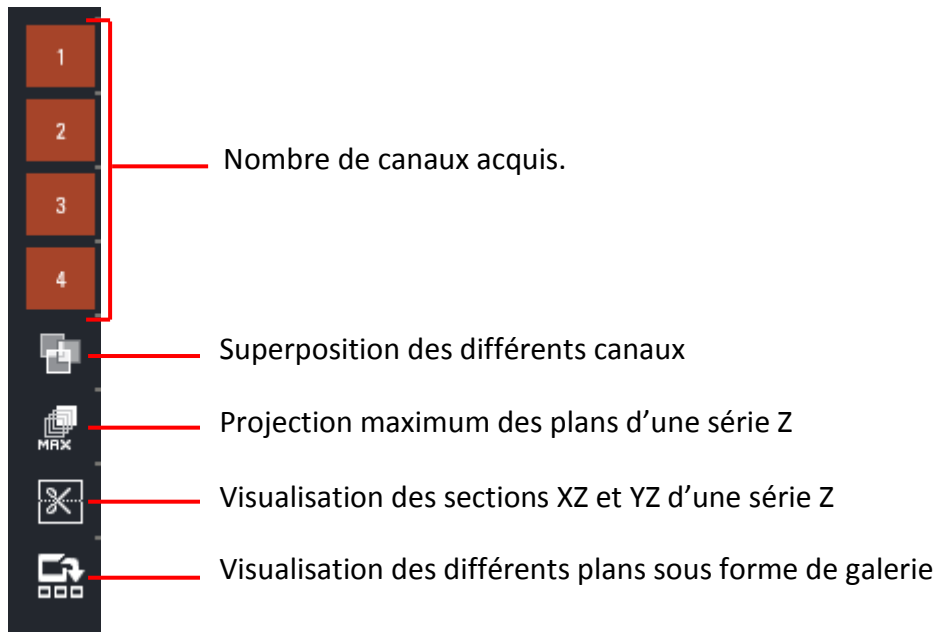 1
2
Nombre de canaux acquis.
3
4
Superposition des différents canaux
Projection maximum des plans d’une série Z
MAX
Visualisation des sections XZ et YZ d’une série Z
Visualisation des différents plans sous forme de galerie